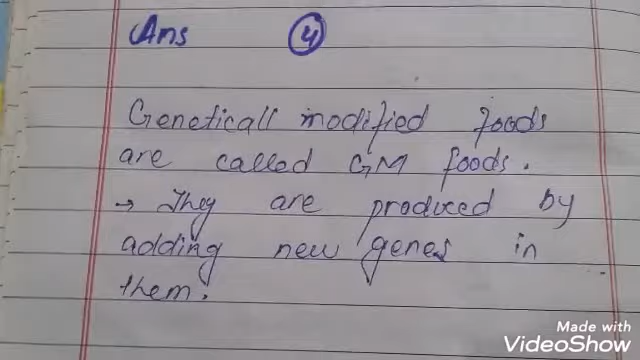 Ans 4
Geneticall modified foods
are called GM foods.
→ They are produced by
adding new genes in
them.
Made with
VideoShow